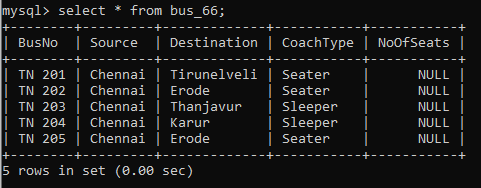 mysql> select * from bus_66;
+--------+---------+-------------+-----------+-----------+
| BusNo  | Source  | Destination | CoachType | NoOfSeats |
+--------+---------+-------------+-----------+-----------+
| TN 201 | Chennai | Tirunelveli | Seater    |      NULL |
| TN 202 | Chennai | Erode       | Seater    |      NULL |
| TN 203 | Chennai | Thanjavur   | Sleeper   |      NULL |
| TN 204 | Chennai | Karur       | Sleeper   |      NULL |
| TN 205 | Chennai | Erode       | Seater    |      NULL |
+--------+---------+-------------+-----------+-----------+
5 rows in set (0.00 sec)